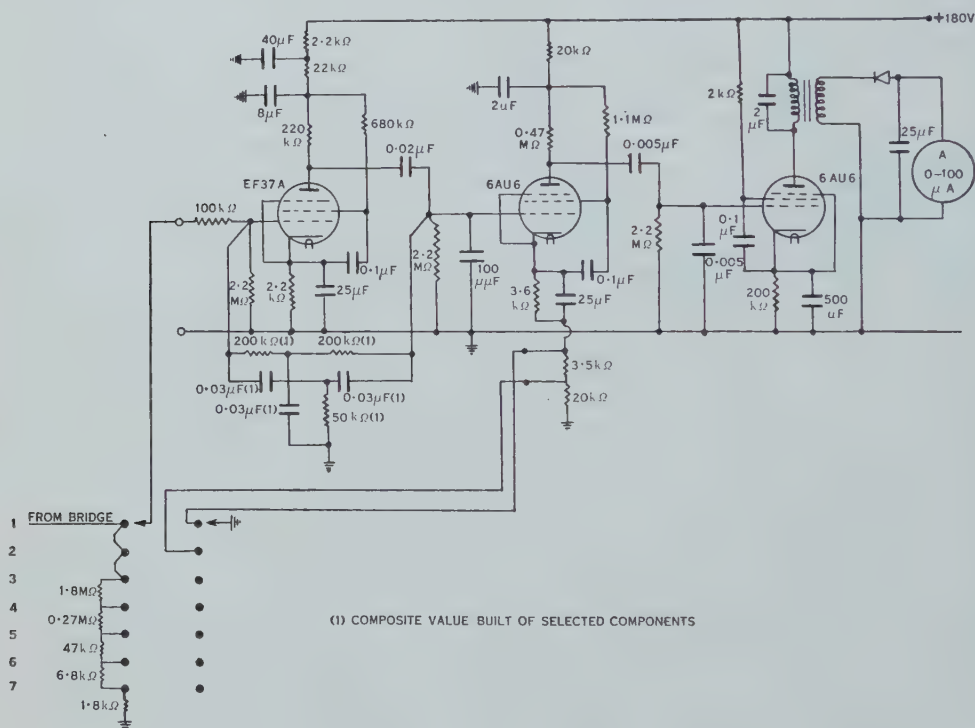 +180V
40μF
2·2kΩ
22kΩ
8μF
220
kΩ
680kΩ
0·02μF
EF37A
100kΩ
2·2
MΩ
2·2
kΩ
25μF
0·1μF
2·2
MΩ
100
μμF
20kΩ
2uF
0·47
MΩ
1·1MΩ
0·005μF
6AU6
3·6
kΩ
25μF
0·1μF
2·2
MΩ
0·005
μF
2kΩ
2
μF
6AU6
0·1
μF
200
kΩ
500
uF
25μF
A
0-100
μA
200kΩ(1)
200kΩ(1)
0·03μF(1)
0·03μF(1)
0·03μF(1)
50kΩ(1)
3·5kΩ
20kΩ
1 FROM BRIDGE
2
3
1·8MΩ
4
0·27MΩ
5
47kΩ
6
6·8kΩ
7
1·8kΩ
(1) COMPOSITE VALUE BUILT OF SELECTED COMPONENTS